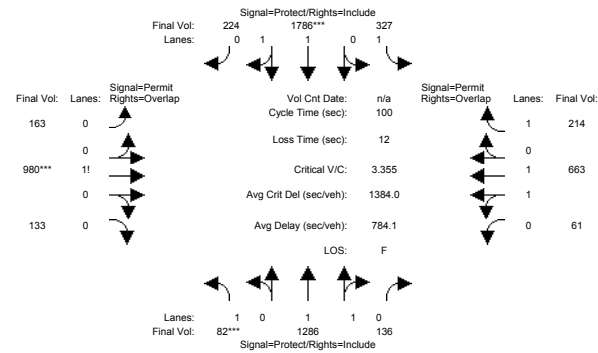 Signal=Protect/Rights=Include
Final Vol: 224 1786*** 327
Lanes: 0 1 1 0 1
Signal=Permit Signal=Permit
Final Vol: Lanes: Rights=Overlap Vol Cnt Date: n/a Rights=Overlap Lanes: Final Vol:
Cycle Time (sec): 100
163 0 1 214
Loss Time (sec): 12
0 0
980*** 1! Critical V/C: 3.355 1 663
0 Avg Crit Del (sec/veh): 1384.0 1
133 0 Avg Delay (sec/veh): 784.1 0 61
LOS: F
Lanes: 1 0 1 1 0
Final Vol: 82*** 1286 136
Signal=Protect/Rights=Include